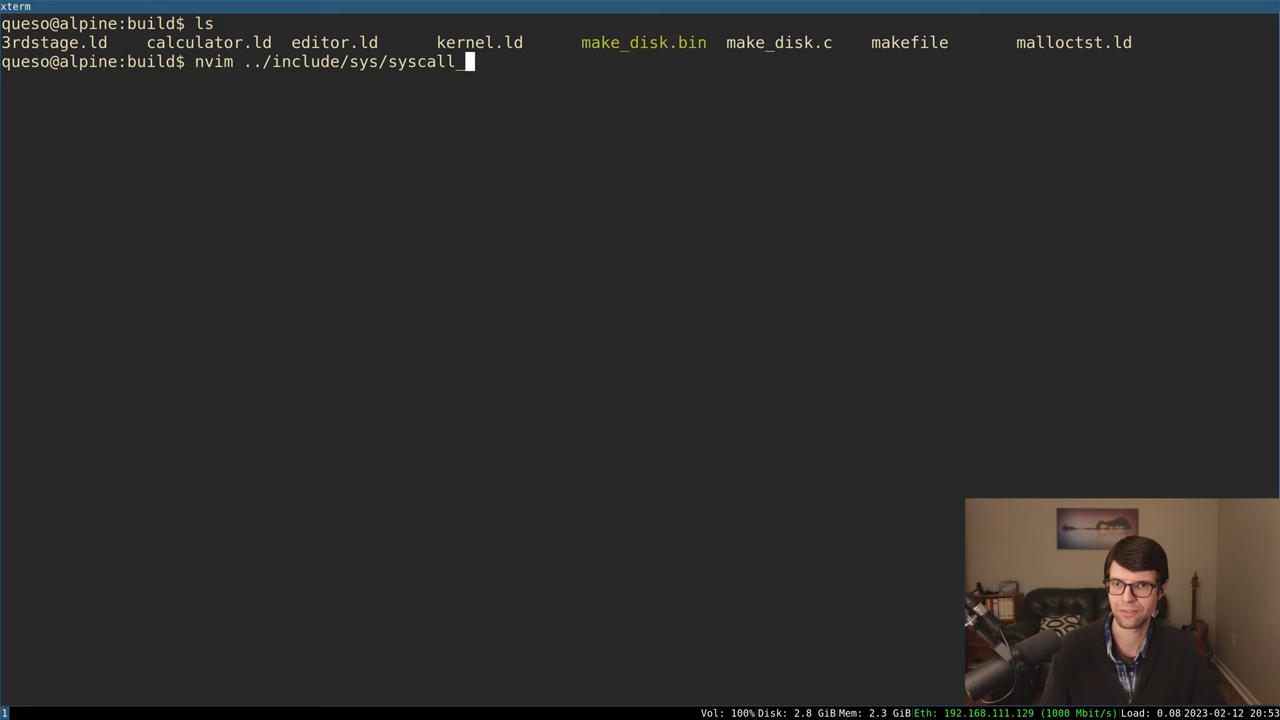 xterm
queso@alpine:build$ ls
3rdstage.ld calculator.ld editor.ld kernel.ld make_disk.bin make_disk.c makefile malloctst.ld
queso@alpine:build$ nvim ../include/sys/syscall_
1 Vol: 100% Disk: 2.8 GiB Mem: 2.3 GiB Eth: 192.168.111.129 (1000 Mbit/s) Load: 0.08 2023-02-12 20:53